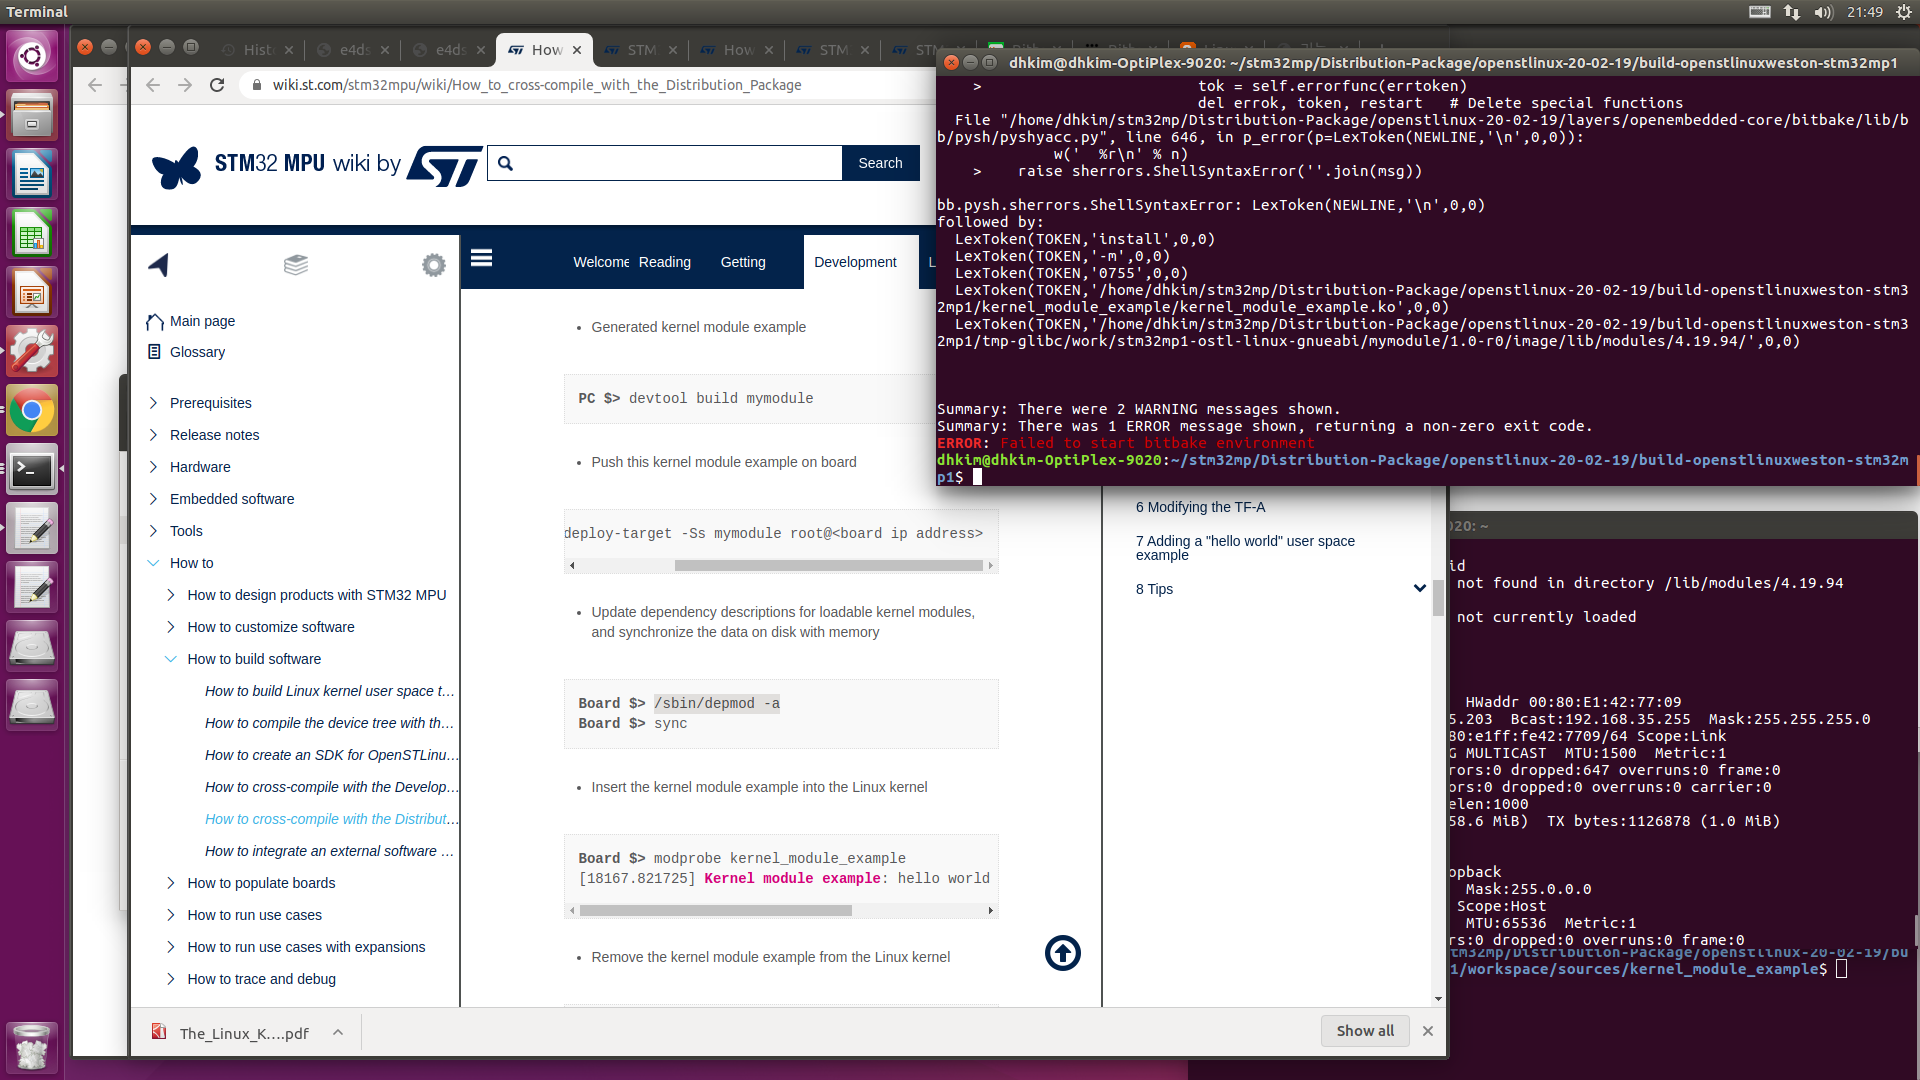 Terminal
21:49
Hist
e4ds
e4ds
How
STM
How
STM
STM
wiki.st.com/stm32mpu/wiki/How_to_cross-compile_with_the_Distribution_Package
STM32 MPU wiki by
Search
Welcome
Reading
Getting
Development
Main page
Glossary
Prerequisites
Release notes
Hardware
Embedded software
Tools
How to
How to design products with STM32 MPU
How to customize software
How to build software
How to build Linux kernel user space t…
How to compile the device tree with th…
How to create an SDK for OpenSTLinu…
How to cross-compile with the Develop…
How to cross-compile with the Distribut…
How to integrate an external software …
How to populate boards
How to run use cases
How to run use cases with expansions
How to trace and debug
Generated kernel module example
PC $> devtool build mymodule
Push this kernel module example on board
deploy-target -Ss mymodule root@<board ip address>
Update dependency descriptions for loadable kernel modules,
and synchronize the data on disk with memory
Board $> /sbin/depmod -a
Board $> sync
Insert the kernel module example into the Linux kernel
Board $> modprobe kernel_module_example
[18167.821725] Kernel module example: hello world
Remove the kernel module example from the Linux kernel
6 Modifying the TF-A
7 Adding a "hello world" user space
example
8 Tips
The_Linux_K....pdf
Show all
dhkim@dhkim-OptiPlex-9020: ~/stm32mp/Distribution-Package/openstlinux-20-02-19/build-openstlinuxweston-stm32mp1
> tok = self.errorfunc(errtoken)
del errok, token, restart # Delete special functions
File "/home/dhkim/stm32mp/Distribution-Package/openstlinux-20-02-19/layers/openembedded-core/bitbake/lib/b
b/pysh/pyshyacc.py", line 646, in p_error(p=LexToken(NEWLINE,'\n',0,0)):
w(' %r\n' % n)
> raise sherrors.ShellSyntaxError(''.join(msg))
bb.pysh.sherrors.ShellSyntaxError: LexToken(NEWLINE,'\n',0,0)
followed by:
LexToken(TOKEN,'install',0,0)
LexToken(TOKEN,'-m',0,0)
LexToken(TOKEN,'0755',0,0)
LexToken(TOKEN,'/home/dhkim/stm32mp/Distribution-Package/openstlinux-20-02-19/build-openstlinuxweston-stm3
2mp1/kernel_module_example/kernel_module_example.ko',0,0)
LexToken(TOKEN,'/home/dhkim/stm32mp/Distribution-Package/openstlinux-20-02-19/build-openstlinuxweston-stm3
2mp1/tmp-glibc/work/stm32mp1-ostl-linux-gnueabi/mymodule/1.0-r0/image/lib/modules/4.19.94/',0,0)
Summary: There were 2 WARNING messages shown.
Summary: There was 1 ERROR message shown, returning a non-zero exit code.
ERROR: Failed to start bitbake environment
dhkim@dhkim-OptiPlex-9020:~/stm32mp/Distribution-Package/openstlinux-20-02-19/build-openstlinuxweston-stm32m
p1$
020: ~
id
not found in directory /lib/modules/4.19.94
not currently loaded
HWaddr 00:80:E1:42:77:09
5.203 Bcast:192.168.35.255 Mask:255.255.255.0
80:e1ff:fe42:7709/64 Scope:Link
G MULTICAST MTU:1500 Metric:1
rors:0 dropped:647 overruns:0 frame:0
ors:0 dropped:0 overruns:0 carrier:0
elen:1000
58.6 MiB) TX bytes:1126878 (1.0 MiB)
opback
Mask:255.0.0.0
Scope:Host
MTU:65536 Metric:1
rs:0 dropped:0 overruns:0 frame:0
tm32mp/Distribution-Package/openstlinux-20-02-19/bu
1/workspace/sources/kernel_module_example$